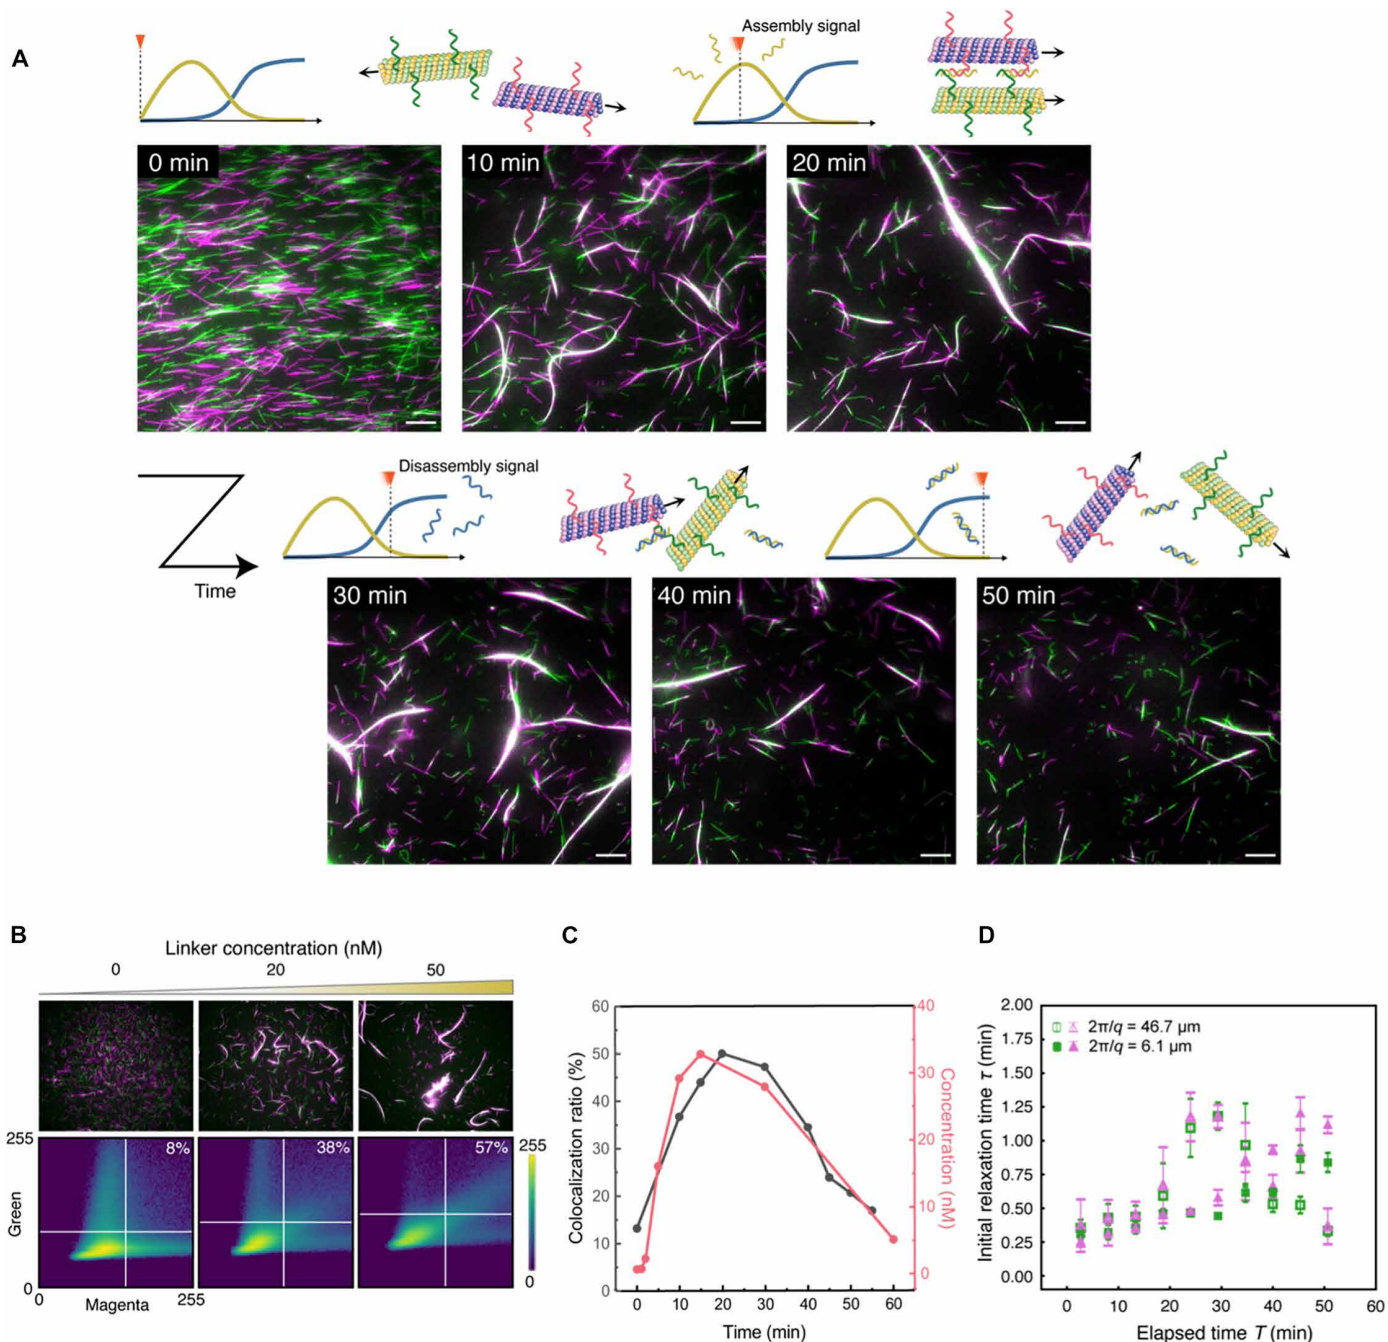 A
Assembly signal
0 min
10 min
20 min
Disassembly signal
Time
30 min
40 min
50 min
B
Linker concentration (nM)
0
20
50
255
8%
38%
57%
255
Green
0
0
0
Magenta
255
C
60
50
40
30
20
10
0
Colocalization ratio (%)
40
30
20
10
0
Concentration (nM)
0
10
20
30
40
50
60
Time (min)
D
2.00
1.75
1.50
1.25
1.00
0.75
0.50
0.25
0.00
Initial relaxation time τ (min)
2π/q = 46.7 μm
2π/q = 6.1 μm
0
10
20
30
40
50
60
Elapsed time T (min)